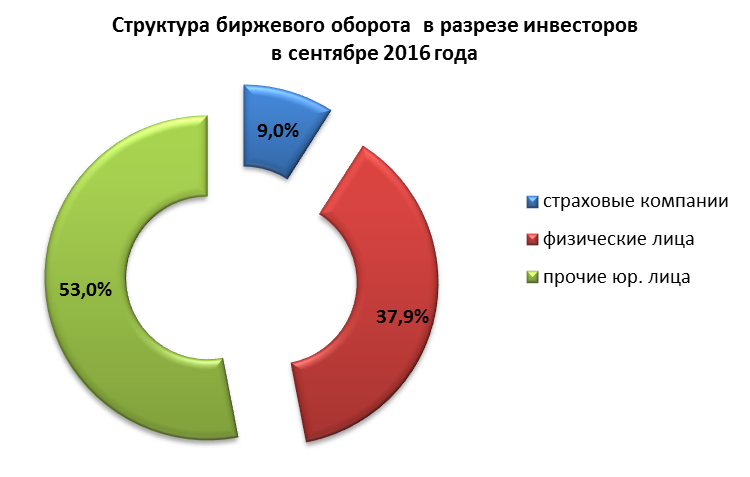 Структура биржевого оборота в разрезе инвесторов
в сентябре 2016 года
9,0%
37,9%
53,0%
страховые компании
физические лица
прочие юр. лица